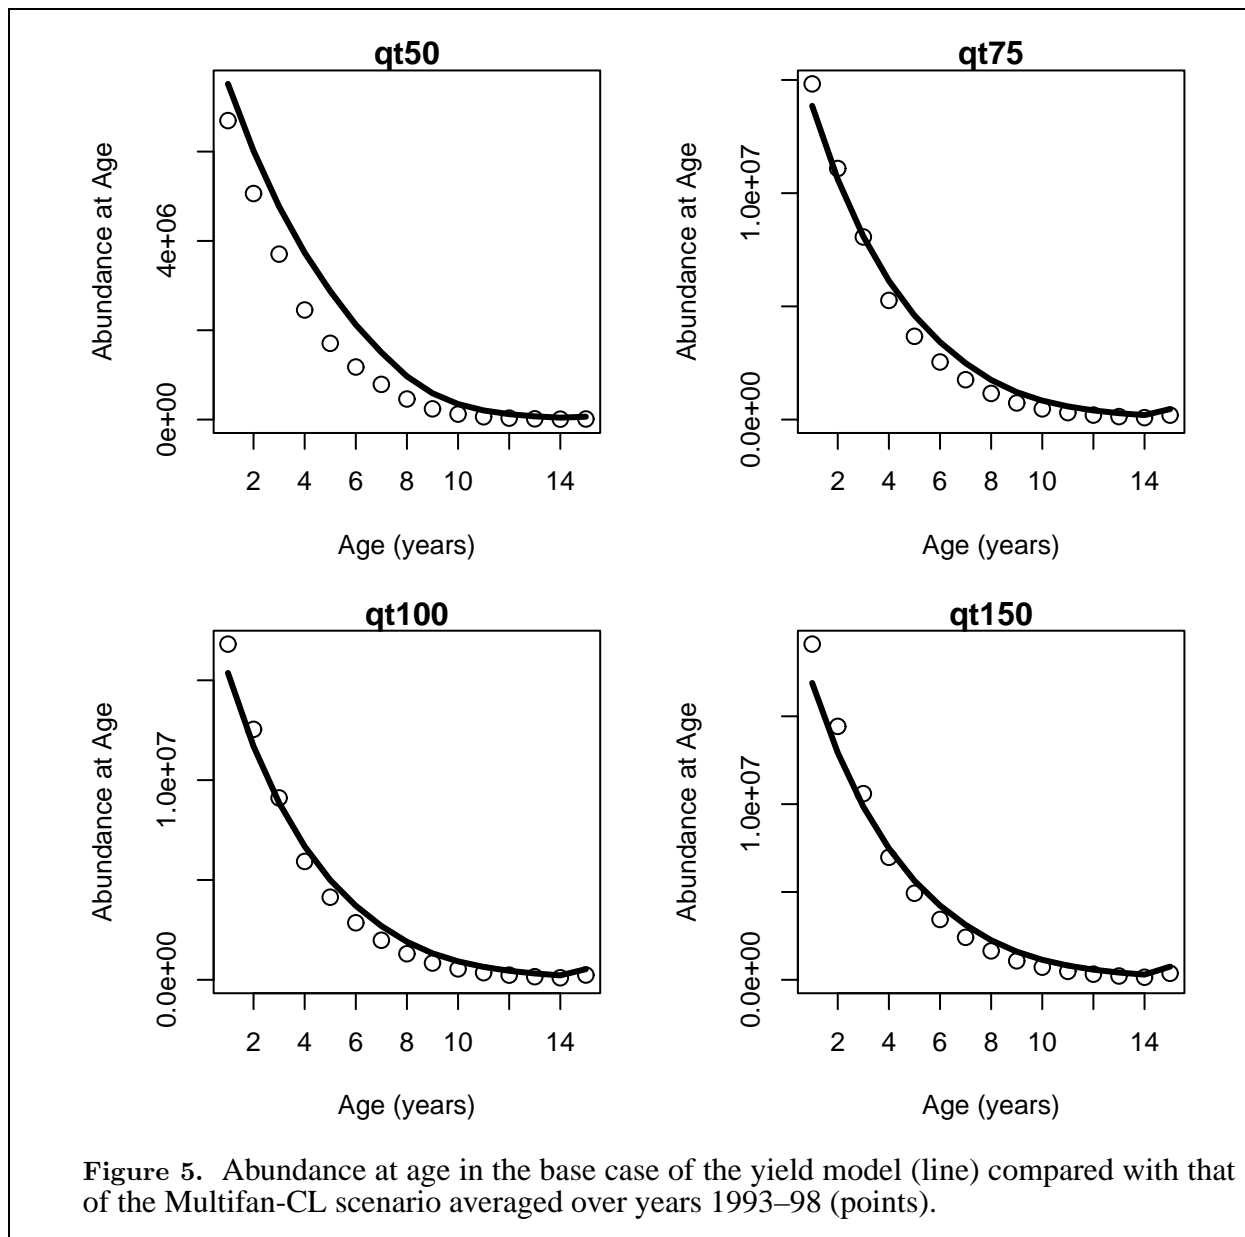 qt50
Abundance at Age
4e+06
0e+00
2 4 6 8 10 14
Age (years)
qt75
Abundance at Age
1.0e+07
0.0e+00
2 4 6 8 10 14
Age (years)
qt100
Abundance at Age
1.0e+07
0.0e+00
2 4 6 8 10 14
Age (years)
qt150
Abundance at Age
1.0e+07
0.0e+00
2 4 6 8 10 14
Age (years)
Figure 5. Abundance at age in the base case of the yield model (line) compared with that
of the Multifan-CL scenario averaged over years 1993–98 (points).